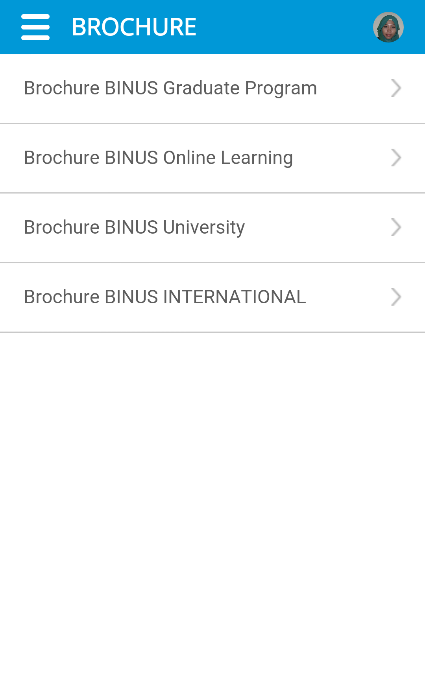 BROCHURE
Brochure BINUS Graduate Program
Brochure BINUS Online Learning
Brochure BINUS University
Brochure BINUS INTERNATIONAL